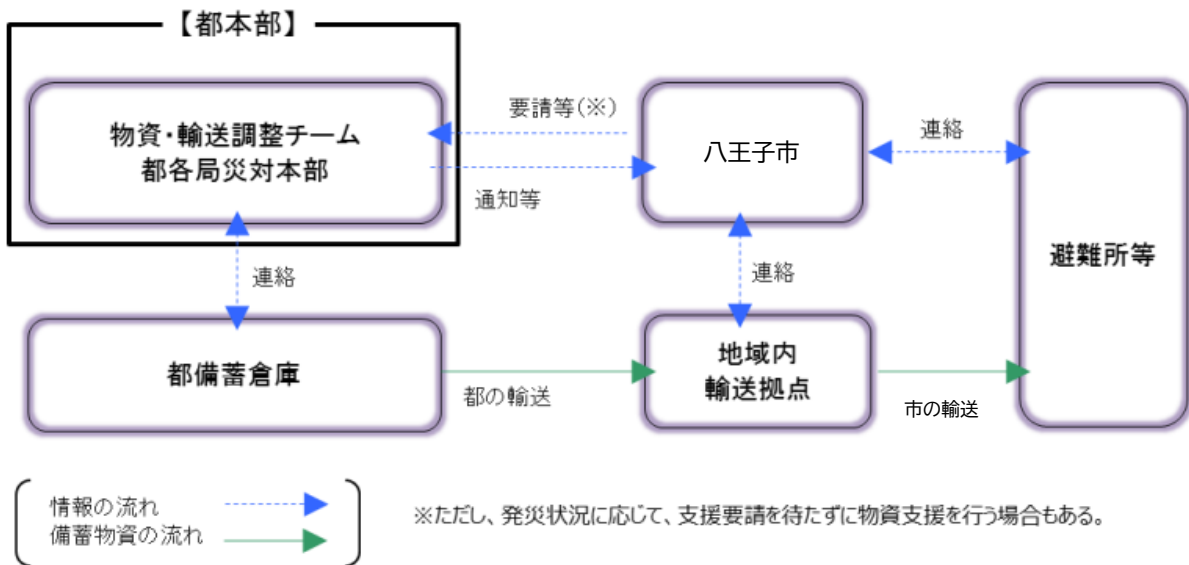 【都本部】
物資・輸送調整チーム
都各局災対本部
要請等(※)
通知等
八王子市
連絡
避難所等
連絡
連絡
都備蓄倉庫
都の輸送
地域内
輸送拠点
市の輸送
情報の流れ
備蓄物資の流れ
※ただし、発災状況に応じて、支援要請を待たずに物資支援を行う場合もある。